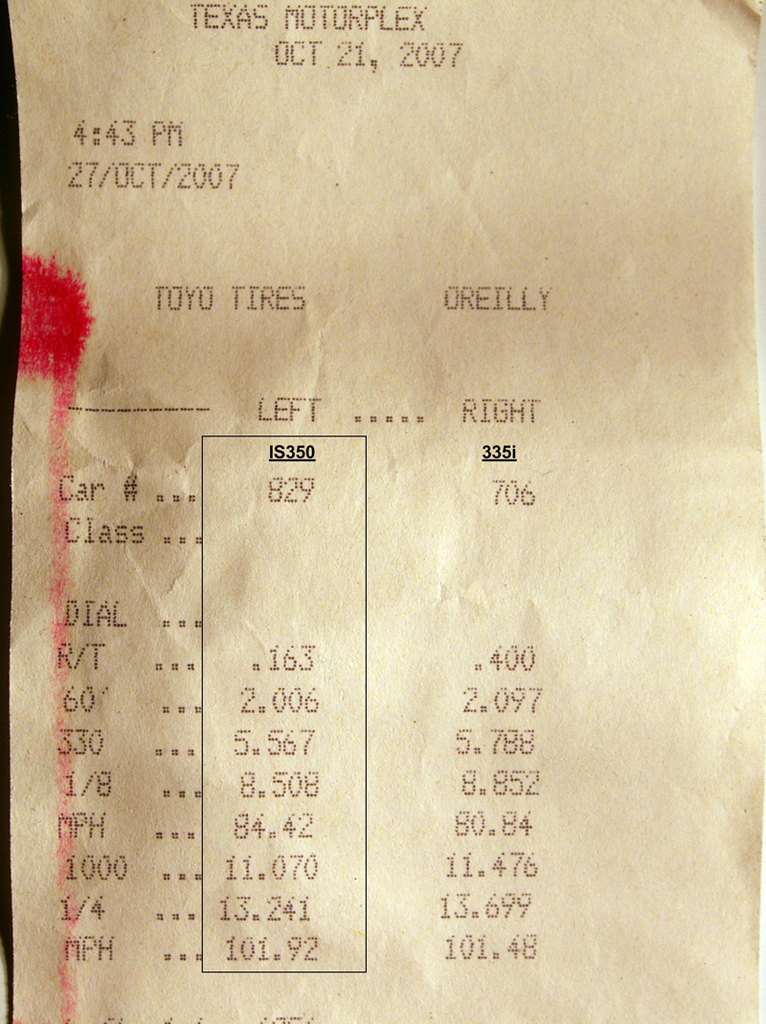 TEXAS MOTORPLEX
OCT 21, 2007
4:43 PM
27/OCT/2007
TOYO TIRES OREILLY
--------- LEFT ..... RIGHT
IS350 335i
Car # ... 829 706
Class ...
DIAL ...
R/T ... .163 .400
60' ... 2.006 2.097
330 ... 5.567 5.788
1/8 ... 8.508 8.852
MPH ... 84.42 80.84
1000 ... 11.070 11.476
1/4 ... 13.241 13.699
MPH ... 101.92 101.48